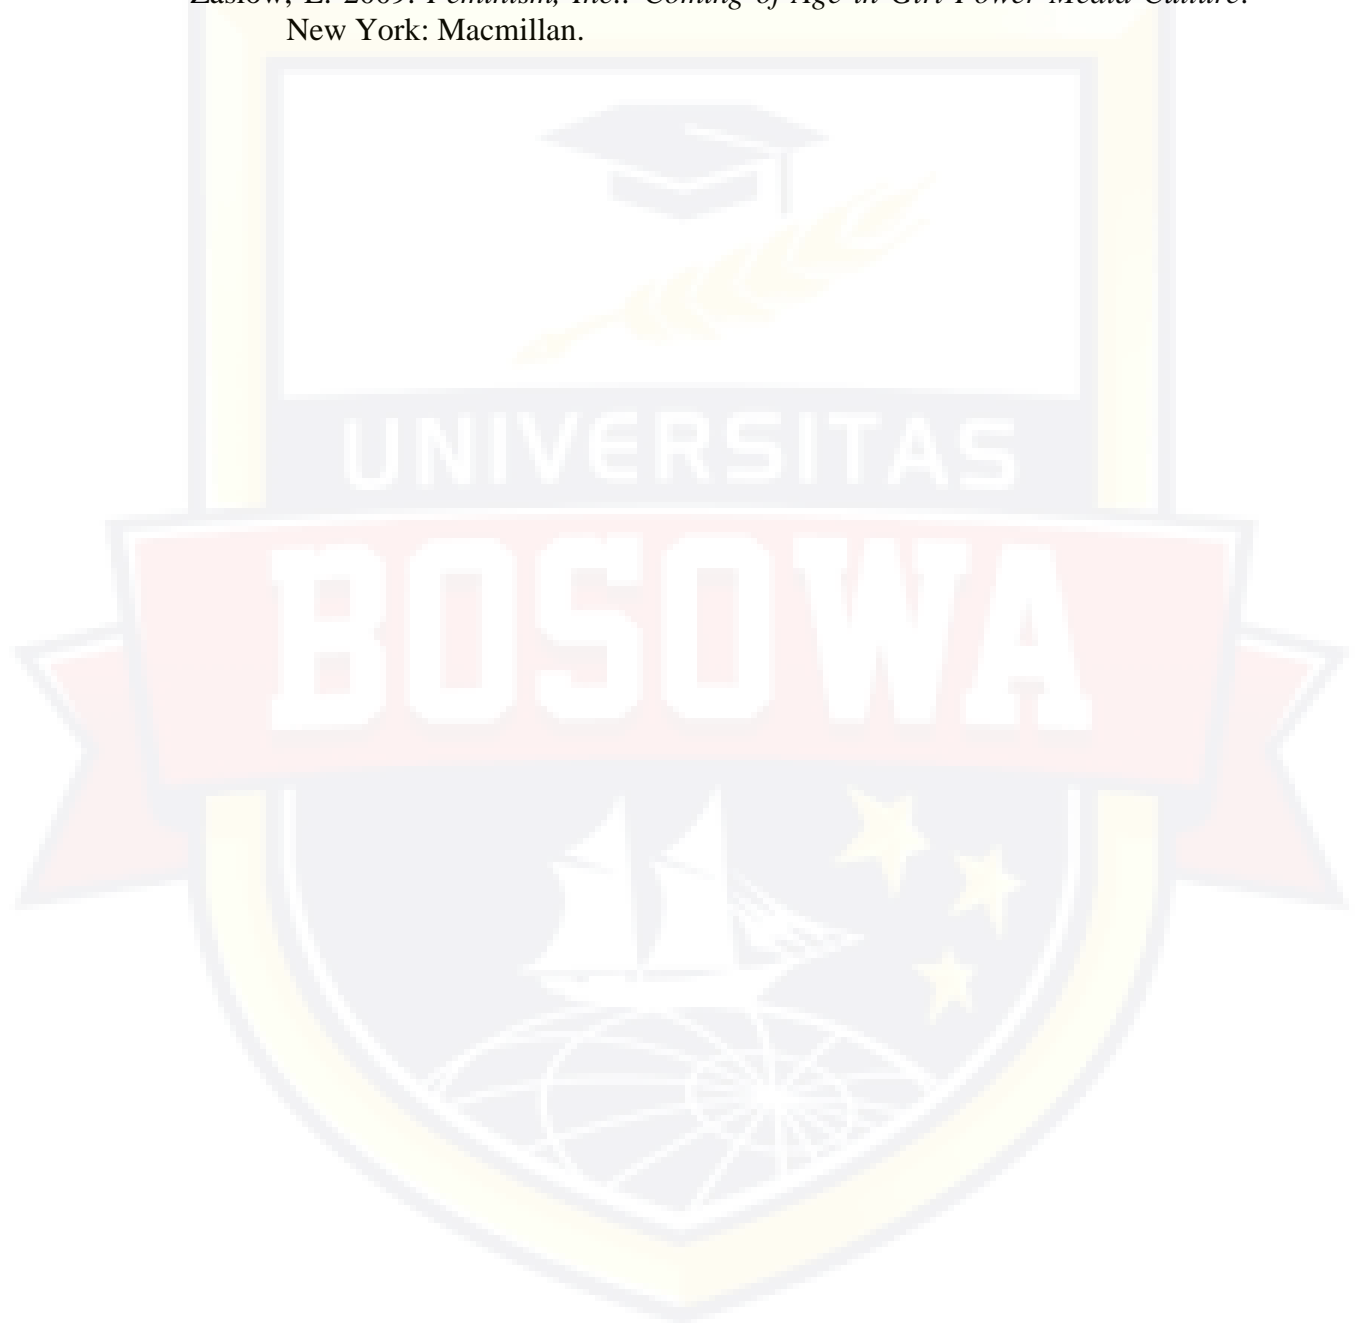 Zaslow, E. 2009. Feminism, Inc.: Coming of Age in Girl Power Media Culture.
New York: Macmillan.
UNIVERSITAS
BOSOWA